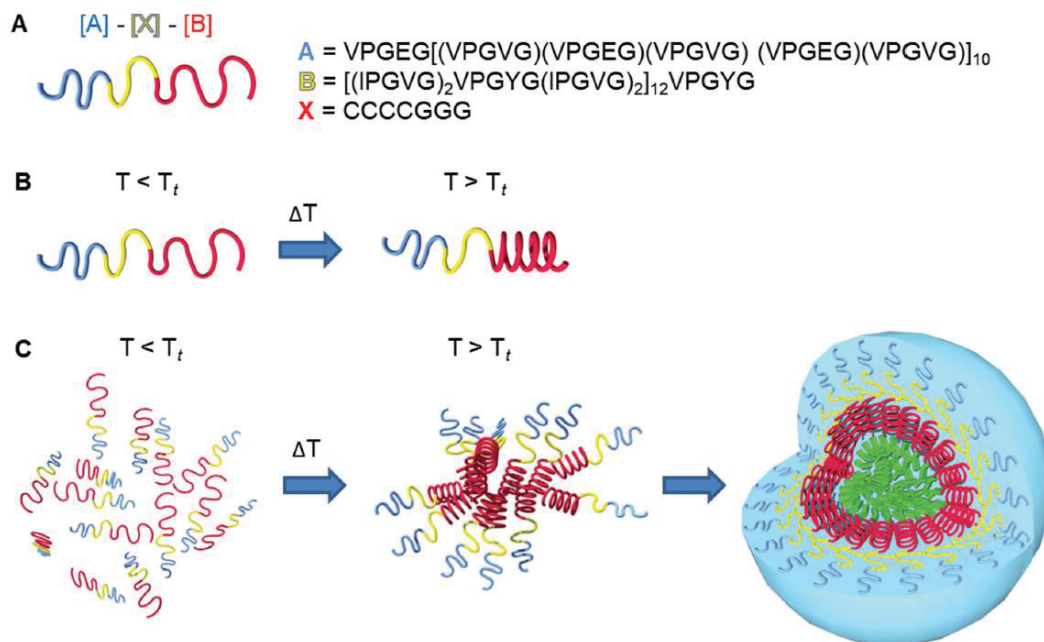 A
[A] - [X] - [B]
A = VPGEG[(VPGVG)(VPGEG)(VPGVG) (VPGEG)(VPGVG)]10
B = [(IPGVG)2VPGYG(IPGVG)2]12VPGYG
X = CCCCGGG
B
T < Tt
ΔT
T > Tt
C
T < Tt
ΔT
T > Tt